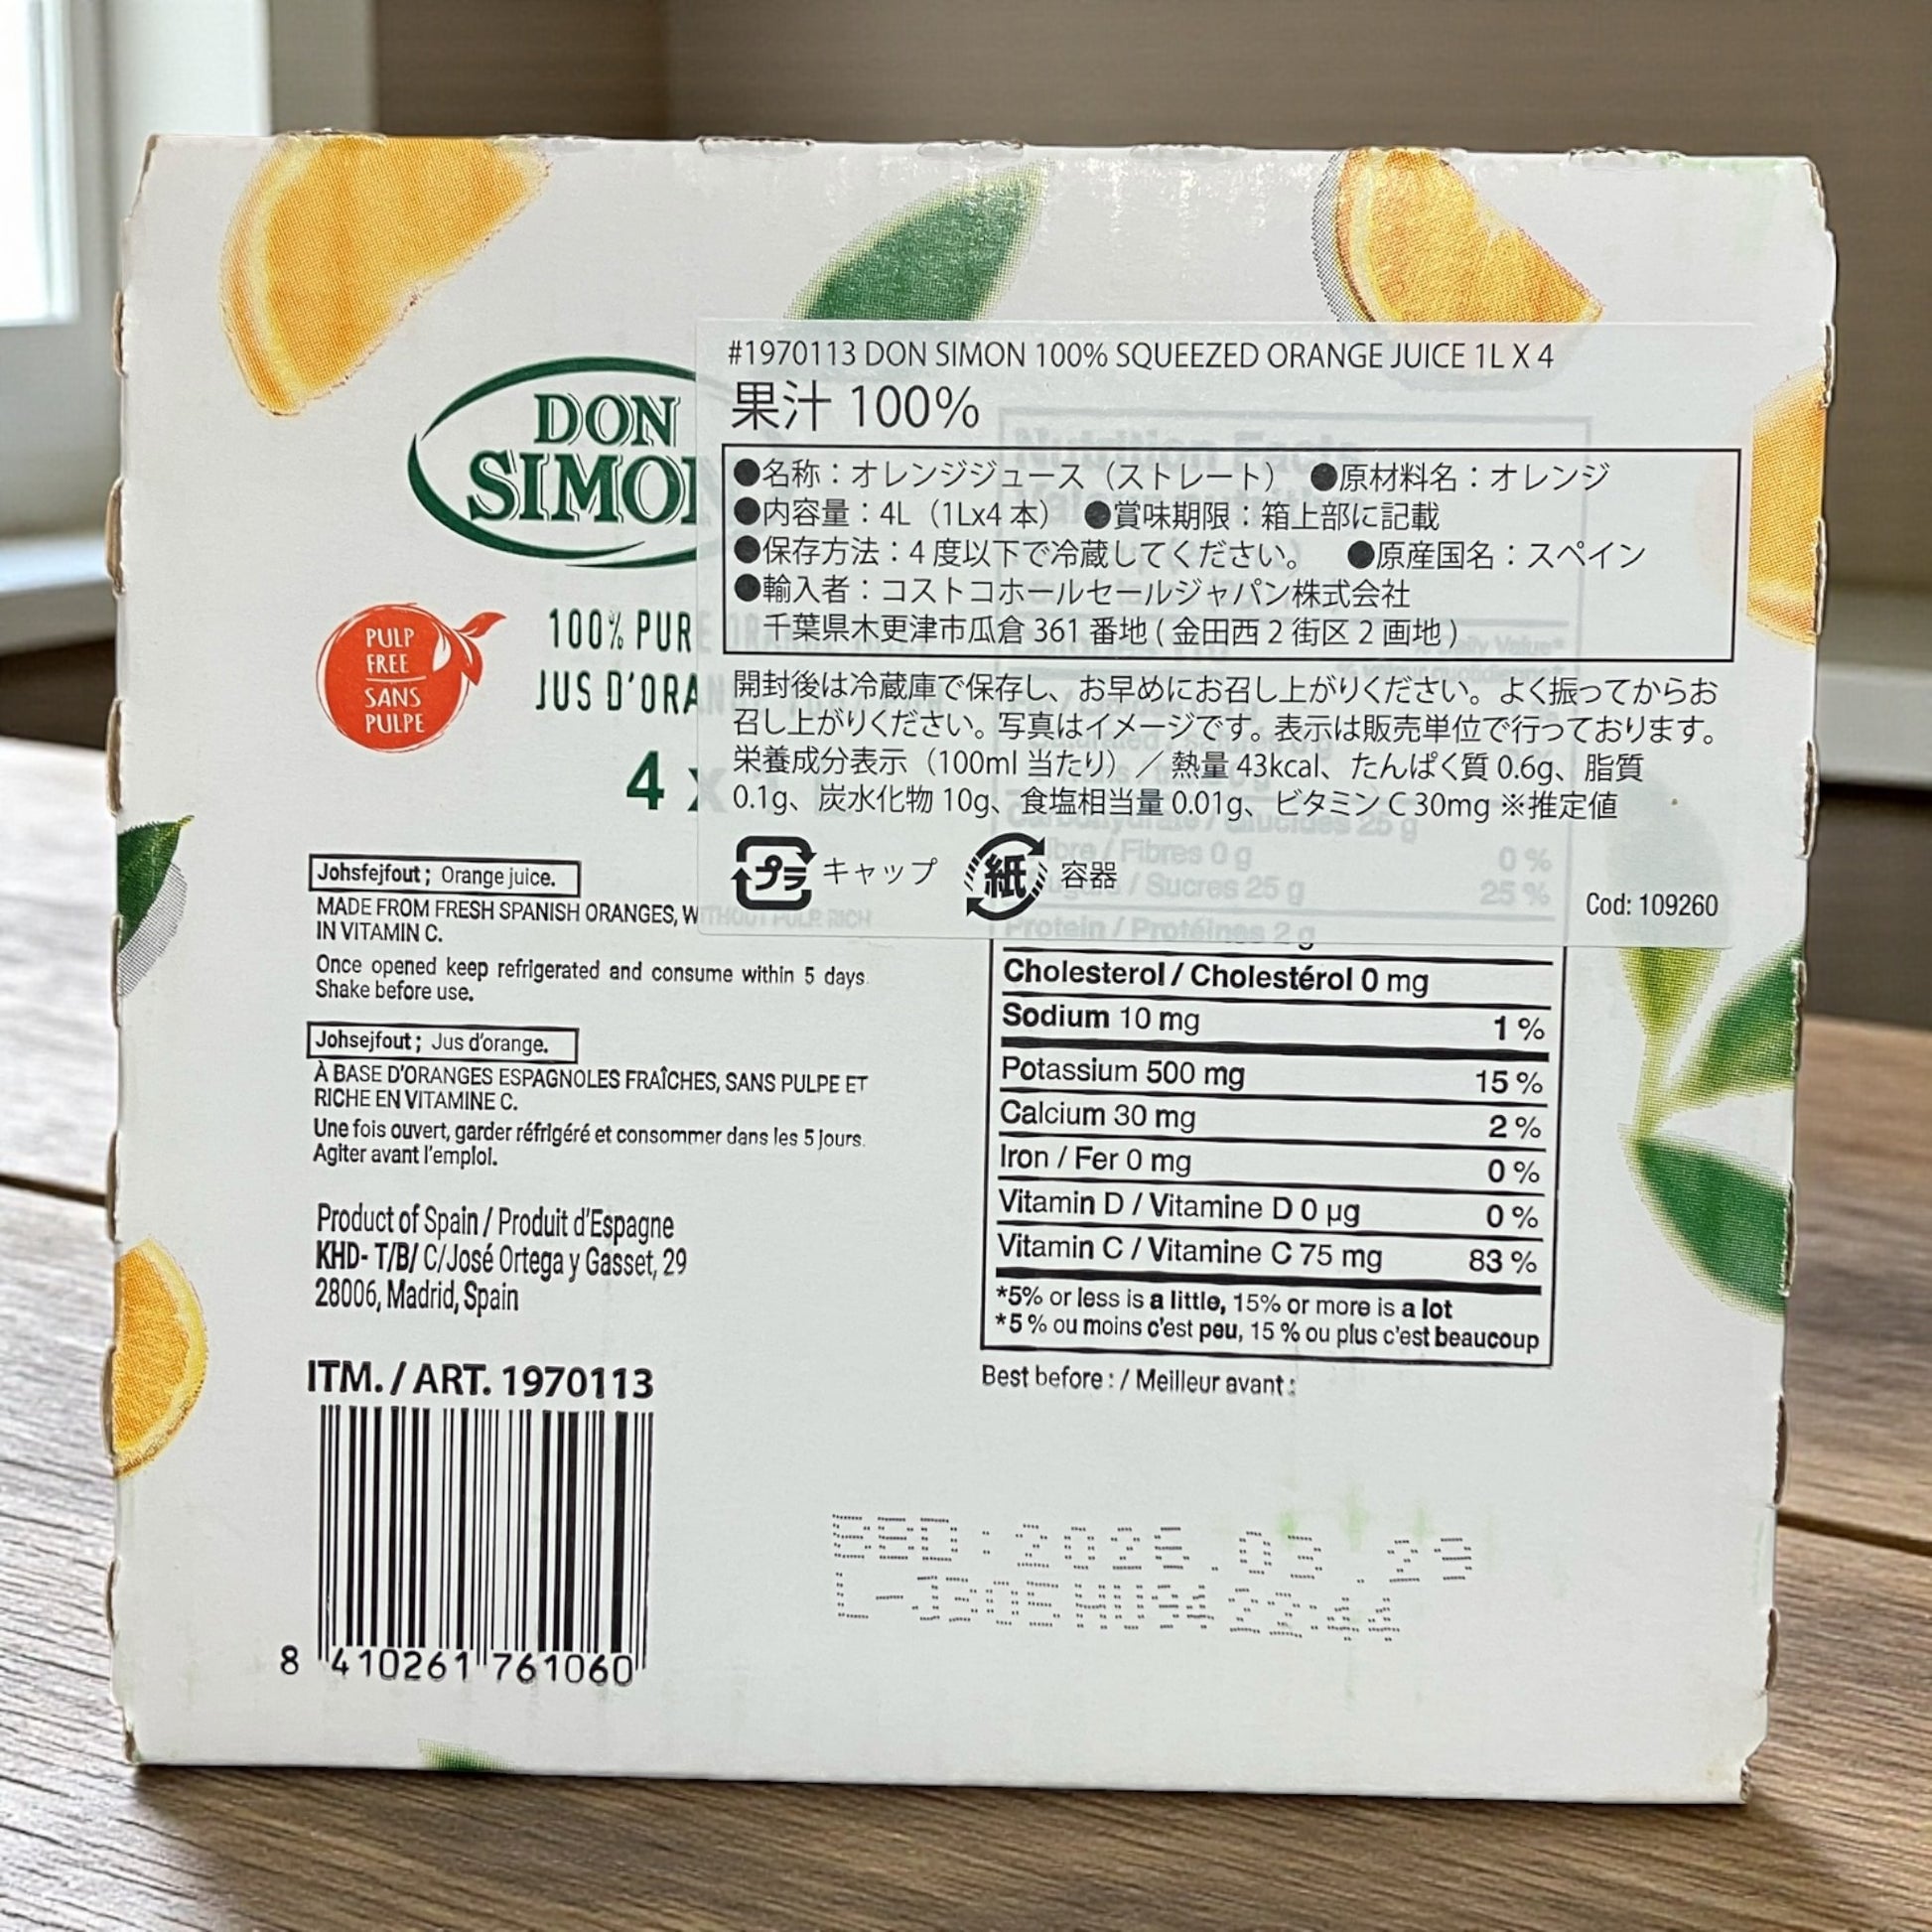 DON
SIMON
PULP
FREE
SANS
PULPE
100% PURE
JUS D'ORANGE
4 x 1 L
#1970113 DON SIMON 100% SQUEEZED ORANGE JUICE 1L X 4
果汁 100%
●名称：オレンジジュース（ストレート） ●原材料名：オレンジ
●内容量：4L（1Lx4 本） ●賞味期限：箱上部に記載
●保存方法：4 度以下で冷蔵してください。 ●原産国名：スペイン
●輸入者：コストコホールセールジャパン株式会社
千葉県木更津市瓜倉 361 番地 ( 金田西 2 街区 2 画地 )
開封後は冷蔵庫で保存し、お早めにお召し上がりください。よく振ってからお
召し上がりください。写真はイメージです。表示は販売単位で行っております。
栄養成分表示（100ml 当たり）／熱量 43kcal、たんぱく質 0.6g、脂質
0.1g、炭水化物 10g、食塩相当量 0.01g、ビタミン C 30mg ※推定値
プラ キャップ 紙 容器
Cod: 109260
Johsfejfout ; Orange juice.
MADE FROM FRESH SPANISH ORANGES, WITHOUT PULP, RICH
IN VITAMIN C.
Once opened keep refrigerated and consume within 5 days.
Shake before use.
Johsejfout ; Jus d'orange.
À BASE D'ORANGES ESPAGNOLES FRAÎCHES, SANS PULPE ET
RICHE EN VITAMINE C.
Une fois ouvert, garder réfrigéré et consommer dans les 5 jours.
Agiter avant l'emploi.
Product of Spain / Produit d'Espagne
KHD- T/B/ C/José Ortega y Gasset, 29
28006, Madrid, Spain
ITM. / ART. 1970113
8 410261 761060
Nutrition Facts
Carbohydrate / Glucides 25 g
Fibre / Fibres 0 g 0 %
Sugars / Sucres 25 g 25 %
Protein / Protéines 2 g
Cholesterol / Cholestérol 0 mg
Sodium 10 mg 1 %
Potassium 500 mg 15 %
Calcium 30 mg 2 %
Iron / Fer 0 mg 0 %
Vitamin D / Vitamine D 0 µg 0 %
Vitamin C / Vitamine C 75 mg 83 %
*5% or less is a little, 15% or more is a lot
*5 % ou moins c'est peu, 15 % ou plus c'est beaucoup
Best before : / Meilleur avant :